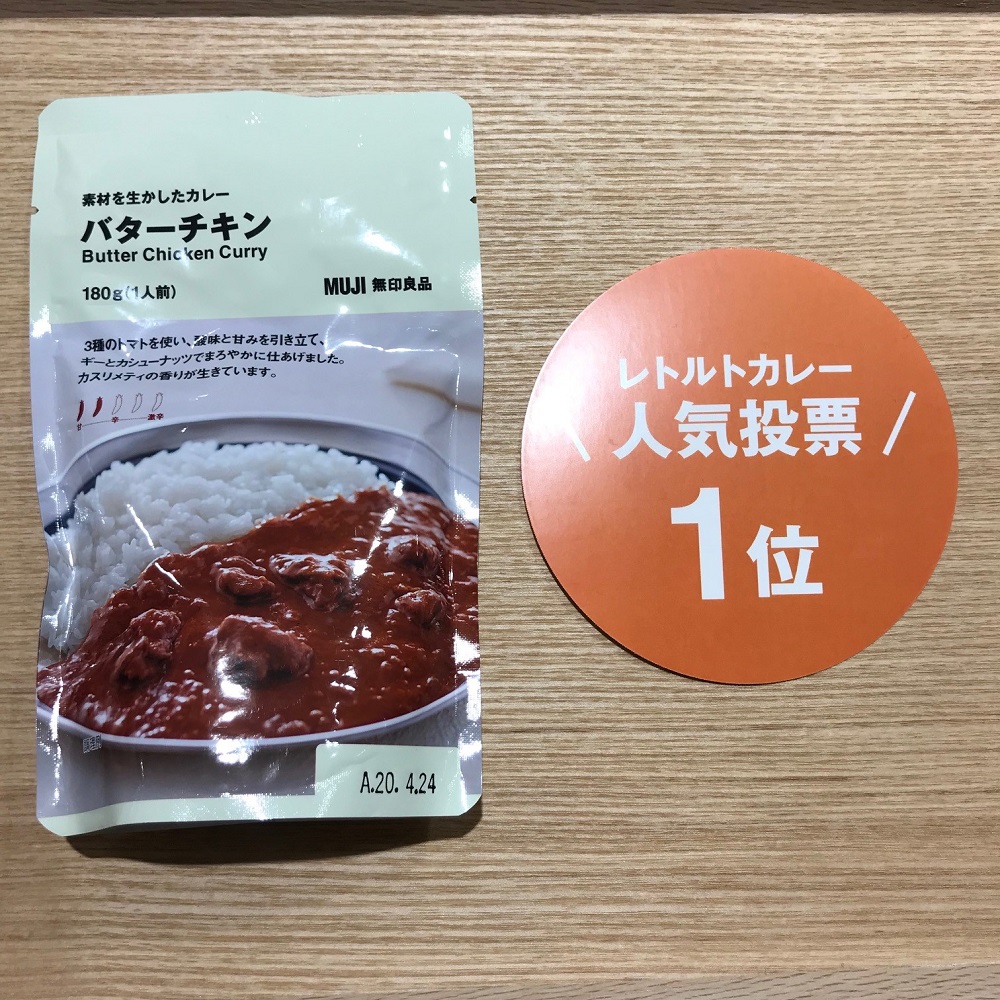 素材を生かしたカレー
バターチキン
Butter Chicken Curry
180g(1人前)
MUJI 無印良品
3種のトマトを使い、酸味と甘みを引き立て、
ギーとカシューナッツでまろやかに仕あげました。
カスリメティの香りが生きています。
甘 辛 激辛
A.20. 4.24
レトルトカレー
\ 人気投票 /
1位